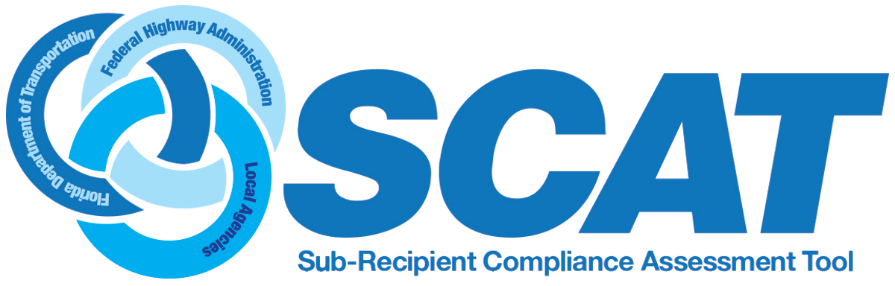 Florida Department of Transportation
Federal Highway Administration
Local Agencies
SCAT
Sub-Recipient Compliance Assessment Tool